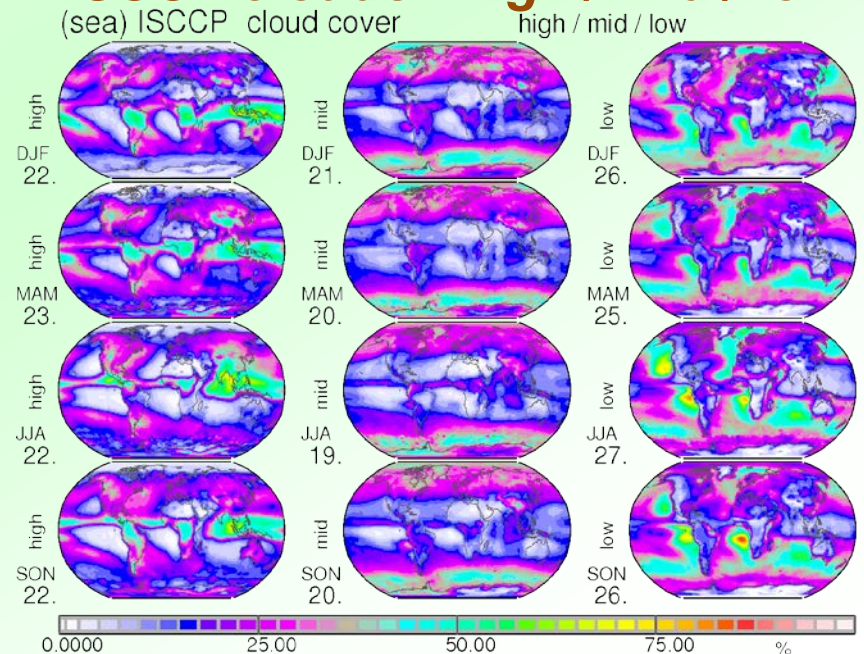 (sea) ISCCP cloud cover high / mid / low
high mid low
DJF DJF DJF
22. 21. 26.
high mid low
MAM MAM MAM
23. 20. 25.
high mid low
JJA JJA JJA
22. 19. 27.
high mid low
SON SON SON
22. 20. 26.
0.0000 25.00 50.00 75.00 %